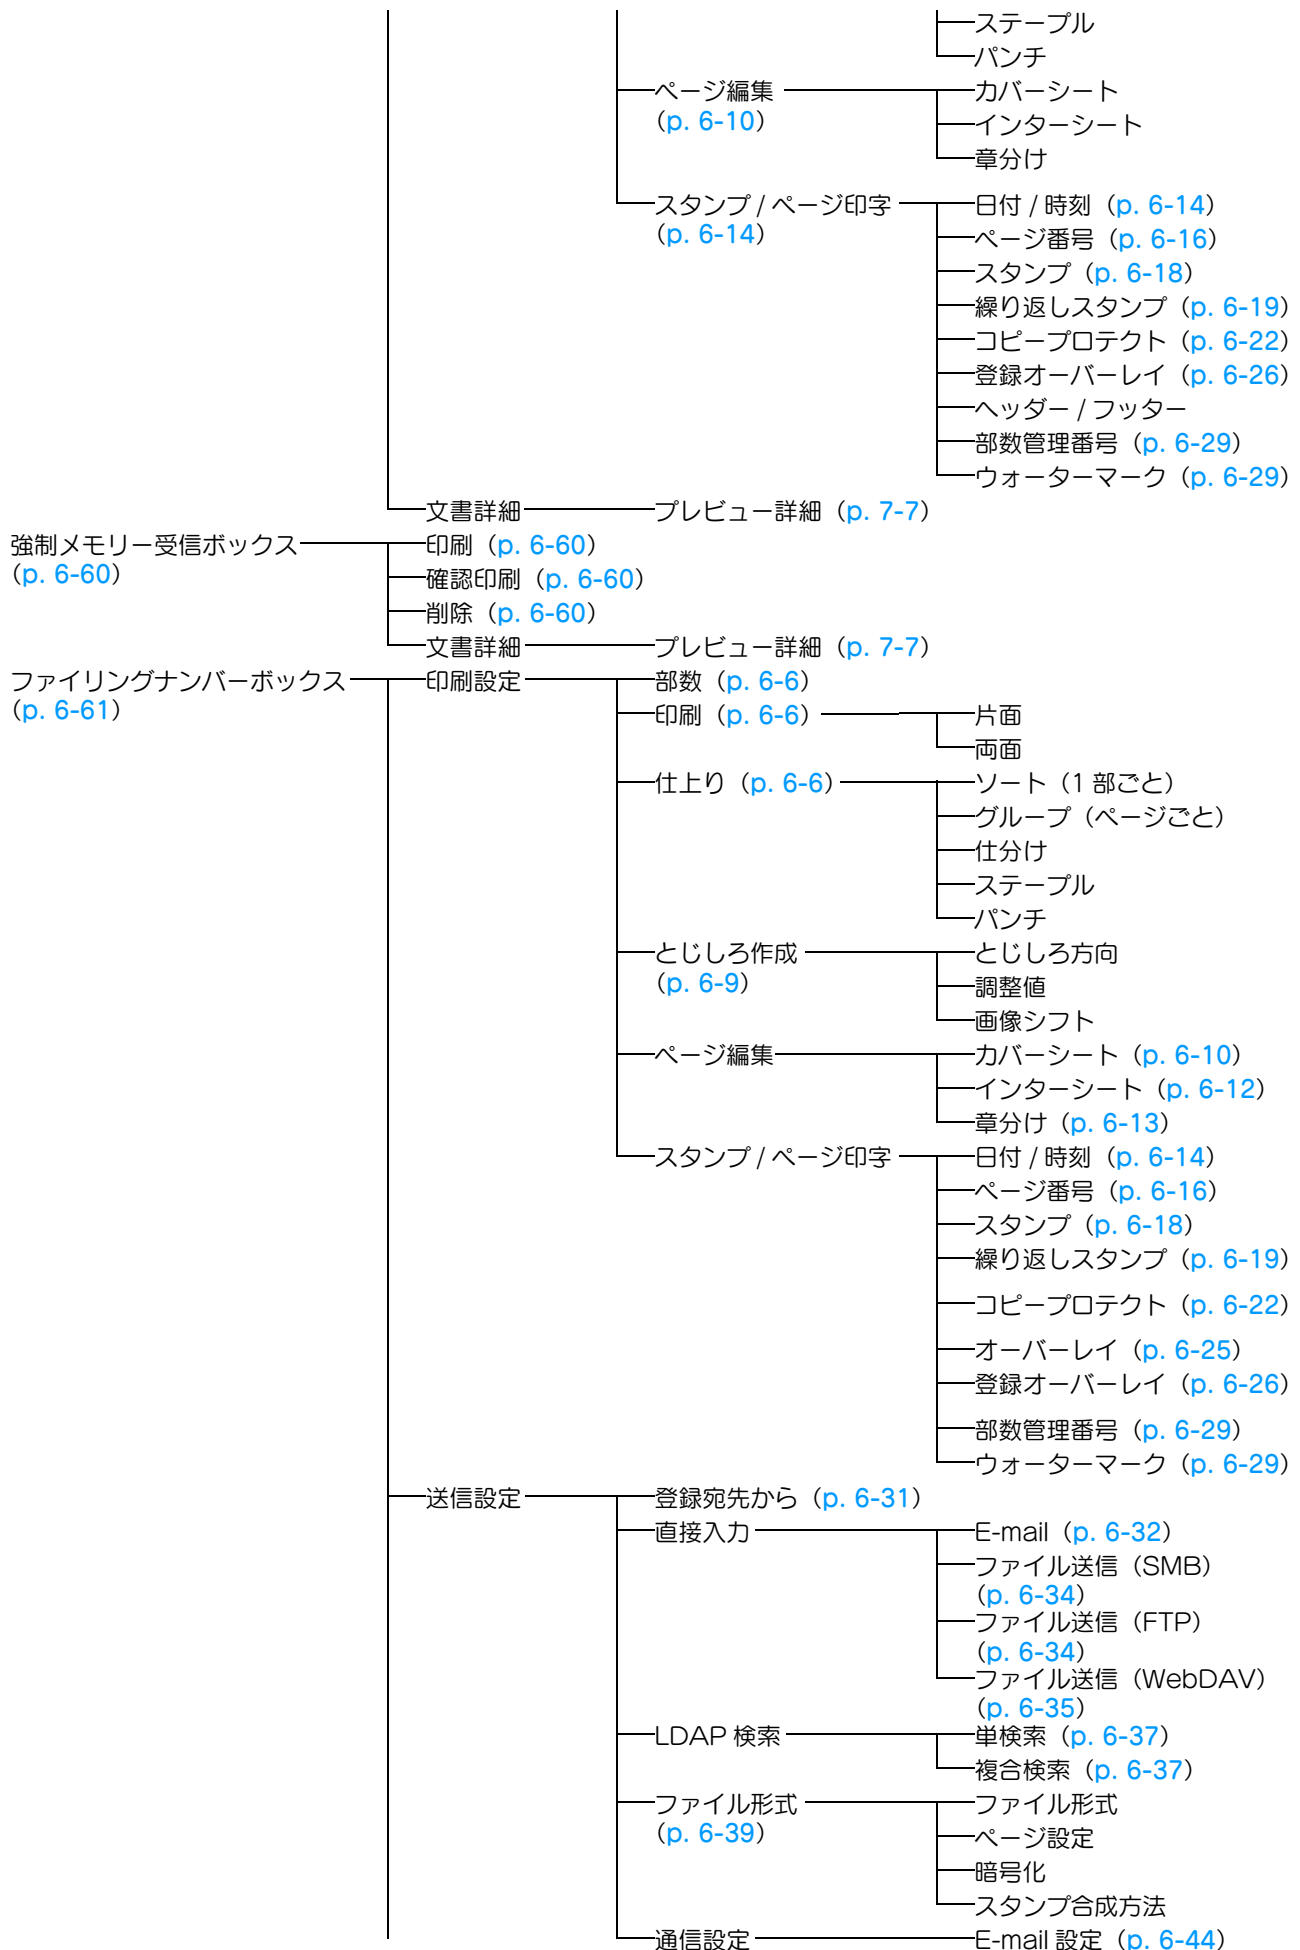 ステープル
パンチ
ページ編集
(p. 6-10)
カバーシート
インターシート
章分け
スタンプ / ページ印字
(p. 6-14)
日付 / 時刻（p. 6-14）
ページ番号（p. 6-16）
スタンプ（p. 6-18）
繰り返しスタンプ（p. 6-19）
コピープロテクト（p. 6-22）
登録オーバーレイ（p. 6-26）
ヘッダー / フッター
部数管理番号（p. 6-29）
ウォーターマーク（p. 6-29）
文書詳細
プレビュー詳細（p. 7-7）
強制メモリー受信ボックス
(p. 6-60)
印刷（p. 6-60）
確認印刷（p. 6-60）
削除（p. 6-60）
文書詳細
プレビュー詳細（p. 7-7）
ファイリングナンバーボックス
(p. 6-61)
印刷設定
部数（p. 6-6）
印刷（p. 6-6）
片面
両面
仕上り（p. 6-6）
ソート（1 部ごと）
グループ（ページごと）
仕分け
ステープル
パンチ
とじしろ作成
(p. 6-9)
とじしろ方向
調整値
画像シフト
ページ編集
カバーシート（p. 6-10）
インターシート（p. 6-12）
章分け（p. 6-13）
スタンプ / ページ印字
日付 / 時刻（p. 6-14）
ページ番号（p. 6-16）
スタンプ（p. 6-18）
繰り返しスタンプ（p. 6-19）
コピープロテクト（p. 6-22）
オーバーレイ（p. 6-25）
登録オーバーレイ（p. 6-26）
部数管理番号（p. 6-29）
ウォーターマーク（p. 6-29）
送信設定
登録宛先から（p. 6-31）
直接入力
E-mail（p. 6-32）
ファイル送信（SMB）
(p. 6-34)
ファイル送信（FTP）
(p. 6-34)
ファイル送信（WebDAV）
(p. 6-35)
LDAP 検索
単検索（p. 6-37）
複合検索（p. 6-37）
ファイル形式
(p. 6-39)
ファイル形式
ページ設定
暗号化
スタンプ合成方法
通信設定
E-mail 設定（p. 6-44）